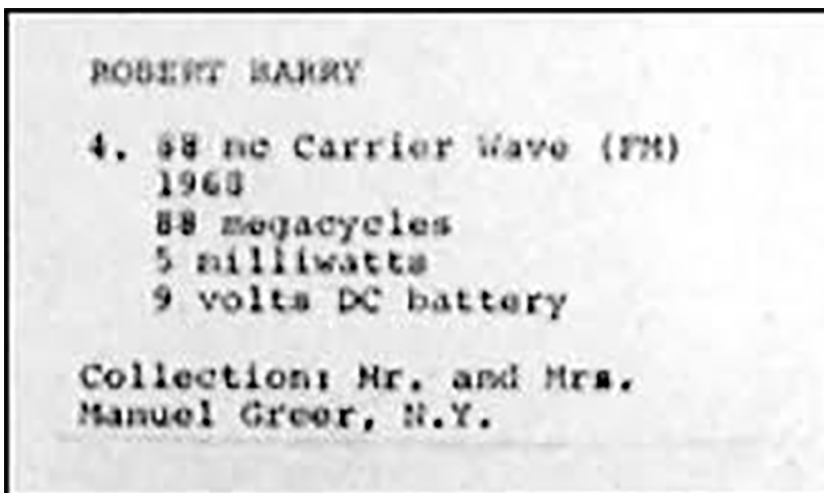 ROBERT BARRY
4. 88 mc Carrier Wave (FM)
1968
88 megacycles
5 milliwatts
9 volts DC battery
Collection: Mr. and Mrs.
Manuel Greer, N.Y.